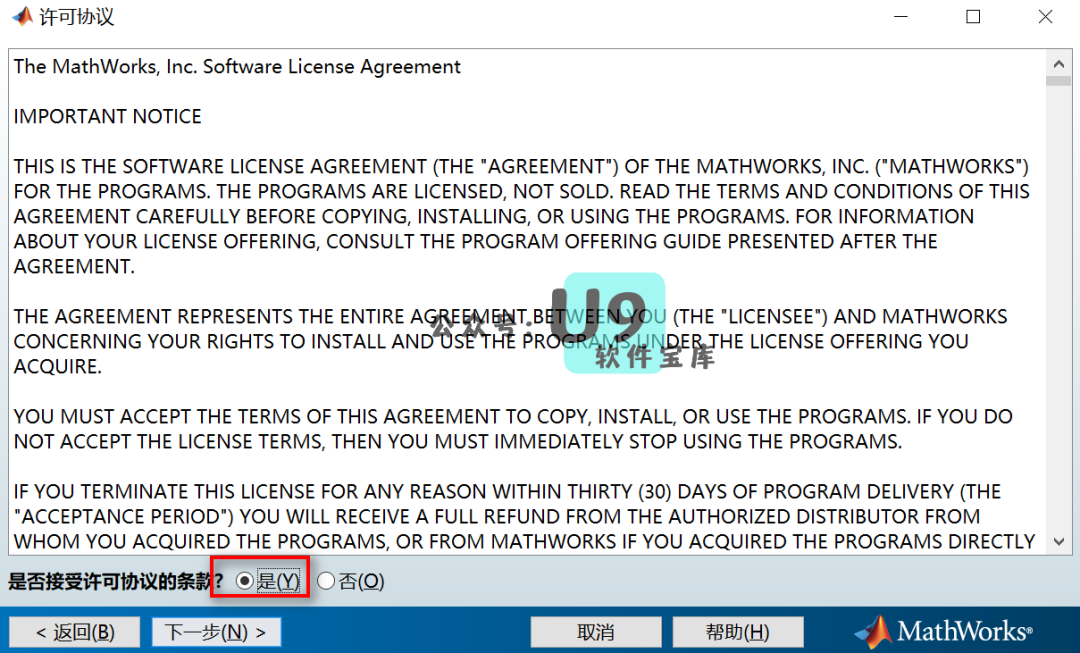 许可协议
The MathWorks, Inc. Software License Agreement
IMPORTANT NOTICE
THIS IS THE SOFTWARE LICENSE AGREEMENT (THE "AGREEMENT") OF THE MATHWORKS, INC. ("MATHWORKS")
FOR THE PROGRAMS. THE PROGRAMS ARE LICENSED, NOT SOLD. READ THE TERMS AND CONDITIONS OF THIS
AGREEMENT CAREFULLY BEFORE COPYING, INSTALLING, OR USING THE PROGRAMS. FOR INFORMATION
ABOUT YOUR LICENSE OFFERING, CONSULT THE PROGRAM OFFERING GUIDE PRESENTED AFTER THE
AGREEMENT.
THE AGREEMENT REPRESENTS THE ENTIRE AGREEMENT BETWEEN YOU (THE "LICENSEE") AND MATHWORKS
CONCERNING YOUR RIGHTS TO INSTALL AND USE THE PROGRAMS UNDER THE LICENSE OFFERING YOU
ACQUIRE.
公众号:U9
软件宝库
YOU MUST ACCEPT THE TERMS OF THIS AGREEMENT TO COPY, INSTALL, OR USE THE PROGRAMS. IF YOU DO
NOT ACCEPT THE LICENSE TERMS, THEN YOU MUST IMMEDIATELY STOP USING THE PROGRAMS.
IF YOU TERMINATE THIS LICENSE FOR ANY REASON WITHIN THIRTY (30) DAYS OF PROGRAM DELIVERY (THE
"ACCEPTANCE PERIOD") YOU WILL RECEIVE A FULL REFUND FROM THE AUTHORIZED DISTRIBUTOR FROM
WHOM YOU ACQUIRED THE PROGRAMS, OR FROM MATHWORKS IF YOU ACQUIRED THE PROGRAMS DIRECTLY
是否接受许可协议的条款? 是(Y) 否(O)
< 返回(B) 下一步(N) > 取消 帮助(H) MathWorks®